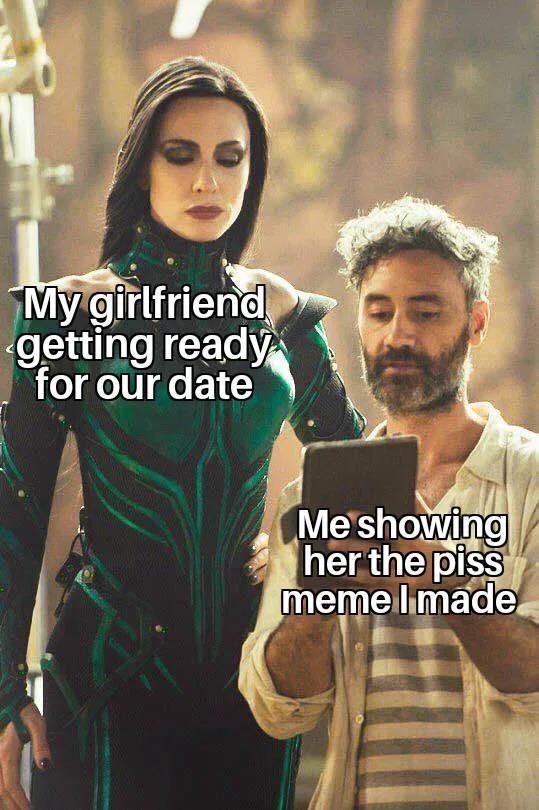 My girlfriend
getting ready
for our date
Me showing
her the piss
meme I made